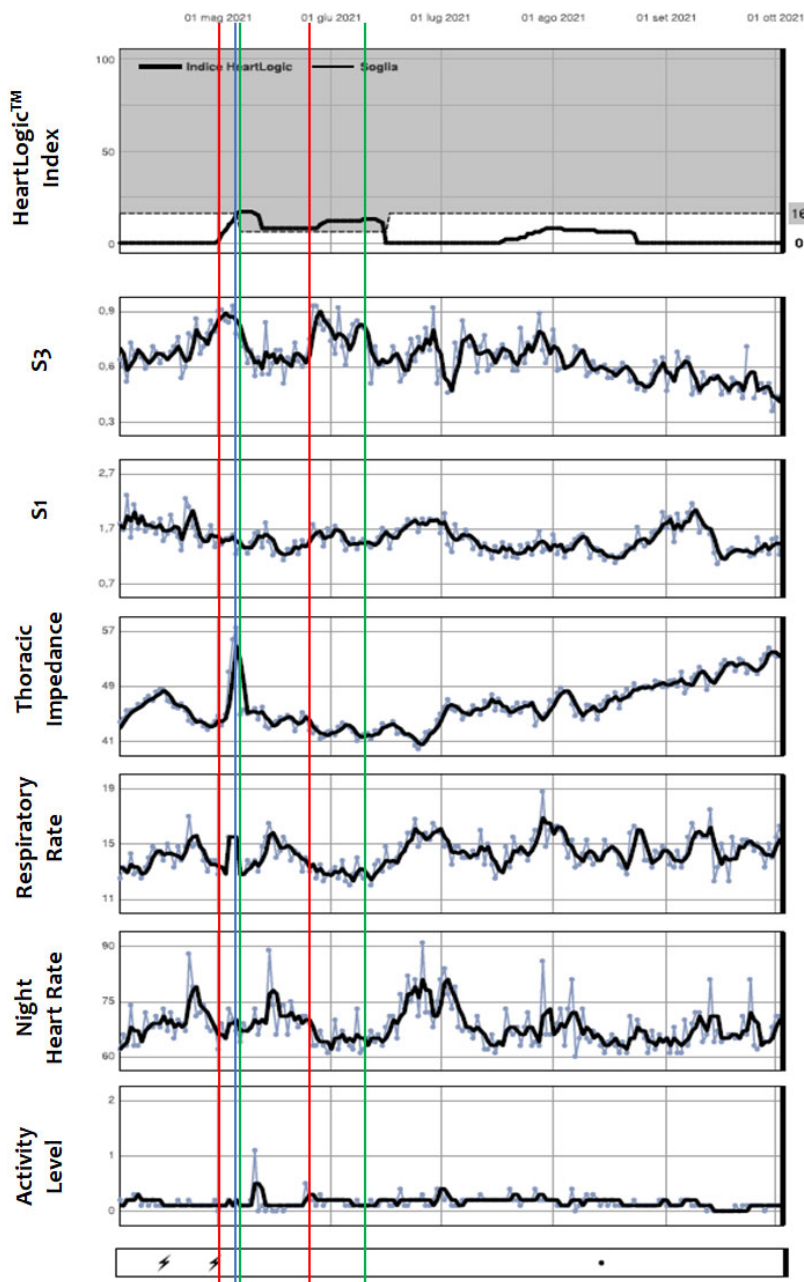 01 mag 2021 01 giu 2021 01 lug 2021 01 ago 2021 01 set 2021 01 ott 2021
HeartLogic™
Index
100
50
0
Indice HeartLogic Soglia
16
0
S3
0,9
0,6
0,3
S1
2,7
1,7
0,7
Thoracic
Impedance
57
49
41
Respiratory
Rate
19
15
11
Night
Heart Rate
90
75
60
Activity
Level
2
1
0